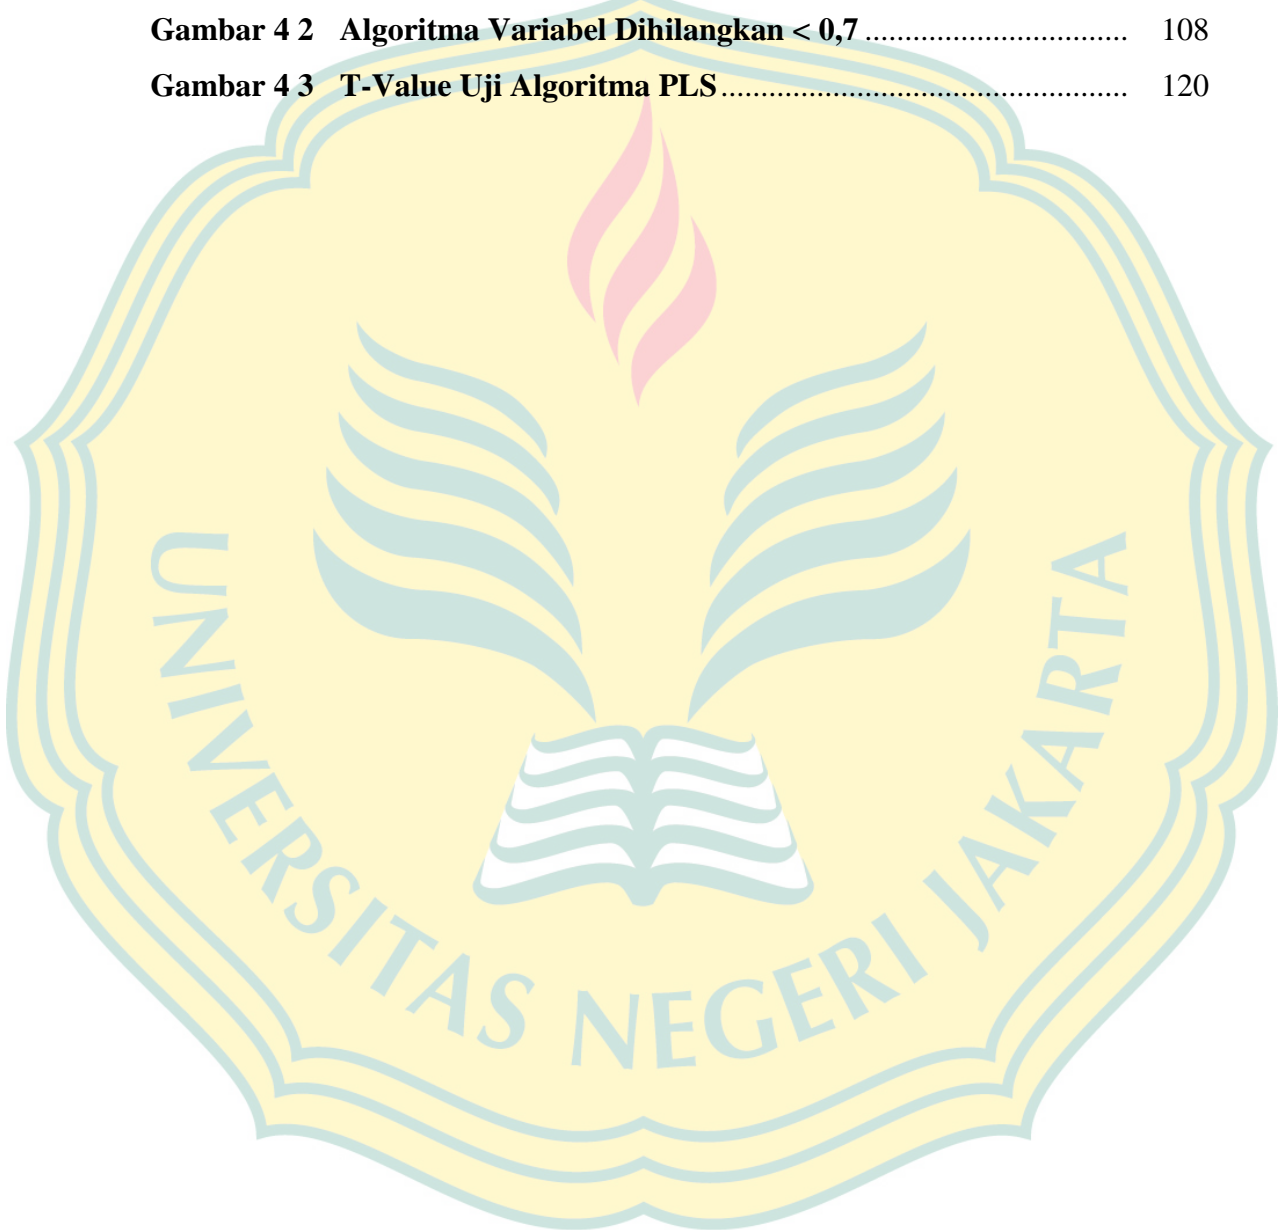 Gambar 4 2 Algoritma Variabel Dihilangkan < 0,7 ................................. 108
Gambar 4 3 T-Value Uji Algoritma PLS ................................................... 120
UNIVERSITAS NEGERI JAKARTA